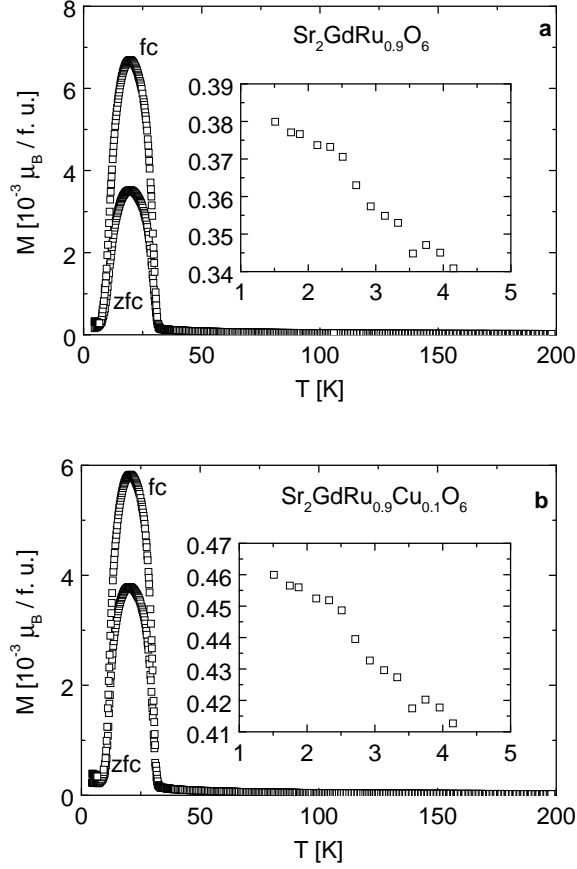 8
6
4
2
0
M [10⁻³ μ_B / f. u.]
fc
zfc
Sr₂GdRu₀.₉O₆
a
0.39
0.38
0.37
0.36
0.35
0.34
1 2 3 4 5
0 50 100 150 200
T [K]
6
4
2
0
M [10⁻³ μ_B / f. u.]
fc
zfc
Sr₂GdRu₀.₉Cu₀.₁O₆
b
0.47
0.46
0.45
0.44
0.43
0.42
0.41
1 2 3 4 5
0 50 100 150 200
T [K]